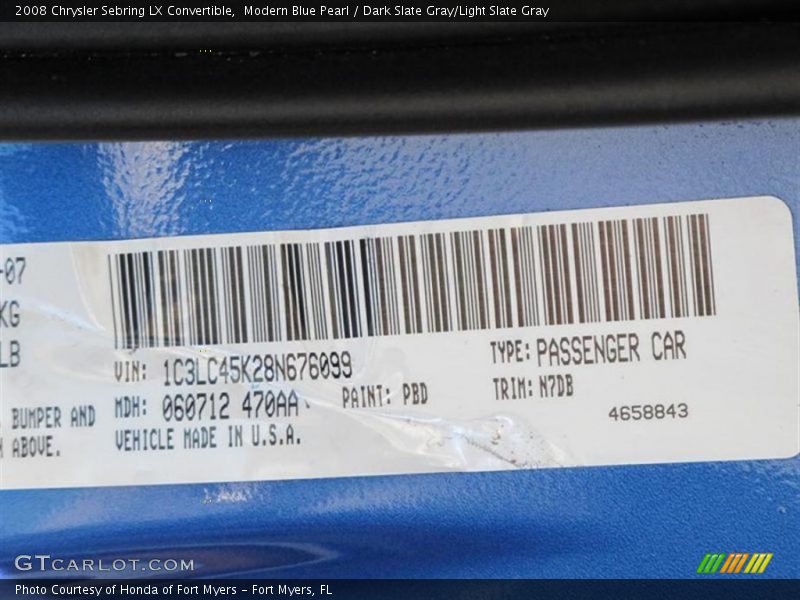 2008 Chrysler Sebring LX Convertible,  Modern Blue Pearl / Dark Slate Gray/Light Slate Gray
-07
KG
LB
VIN: 1C3LC45K28N676099
TYPE: PASSENGER CAR
BUMPER AND
MDH: 060712 470AA
PAINT: PBD
TRIM: N7DB
ABOVE.
VEHICLE MADE IN U.S.A.
4658843
GTCARLOT.COM
Photo Courtesy of Honda of Fort Myers - Fort Myers, FL